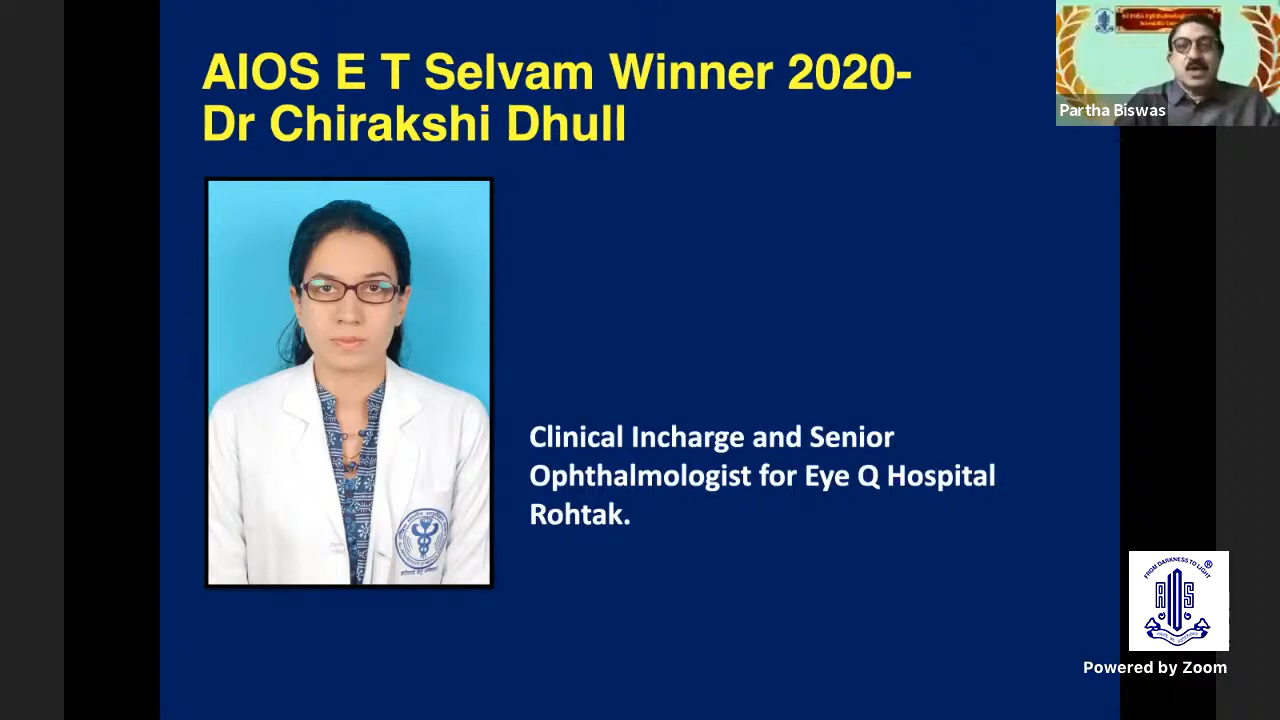 AIOS E T Selvam Winner 2020-
Dr Chirakshi Dhull
Partha Biswas
Clinical Incharge and Senior
Ophthalmologist for Eye Q Hospital
Rohtak.
FROM DARKNESS TO LIGHT
®
AIOS
Powered by Zoom